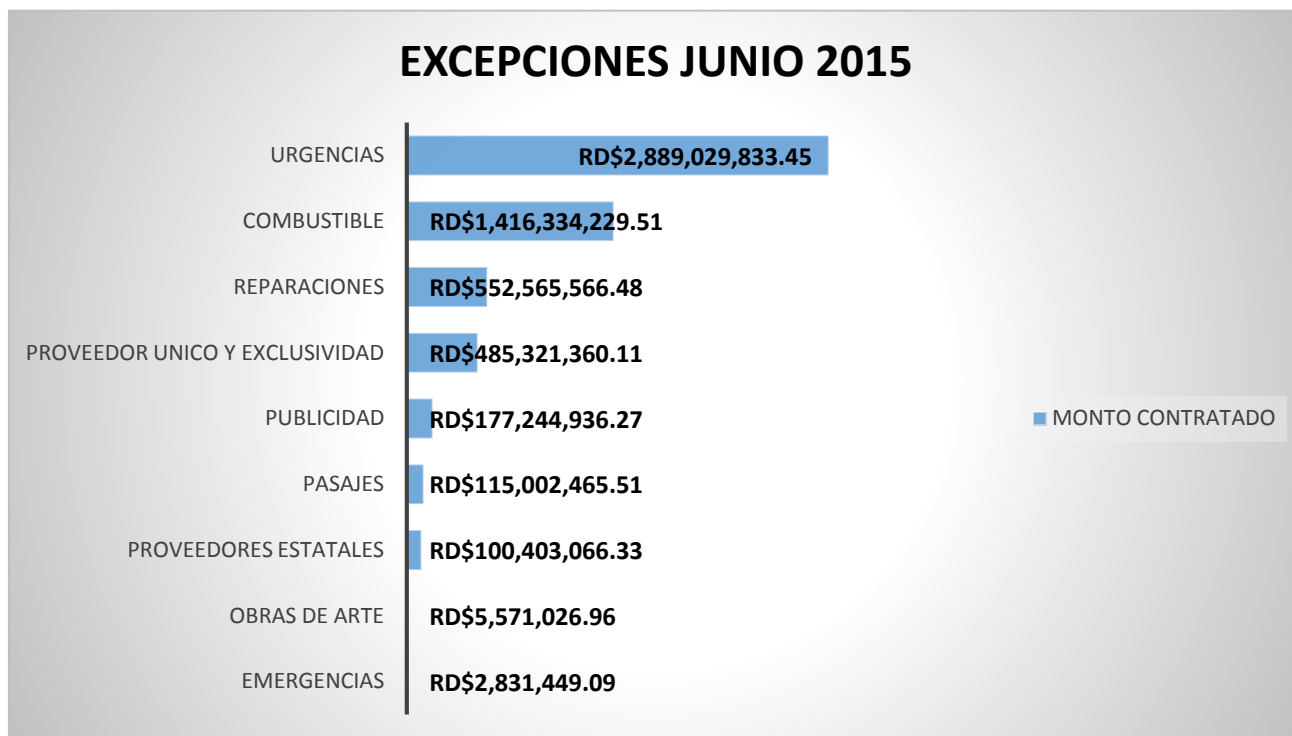 EXCEPCIONES JUNIO 2015
URGENCIAS RD$2,889,029,833.45
COMBUSTIBLE RD$1,416,334,229.51
REPARACIONES RD$552,565,566.48
PROVEEDOR UNICO Y EXCLUSIVIDAD RD$485,321,360.11
PUBLICIDAD RD$177,244,936.27
MONTO CONTRATADO
PASAJES RD$115,002,465.51
PROVEEDORES ESTATALES RD$100,403,066.33
OBRAS DE ARTE RD$5,571,026.96
EMERGENCIAS RD$2,831,449.09